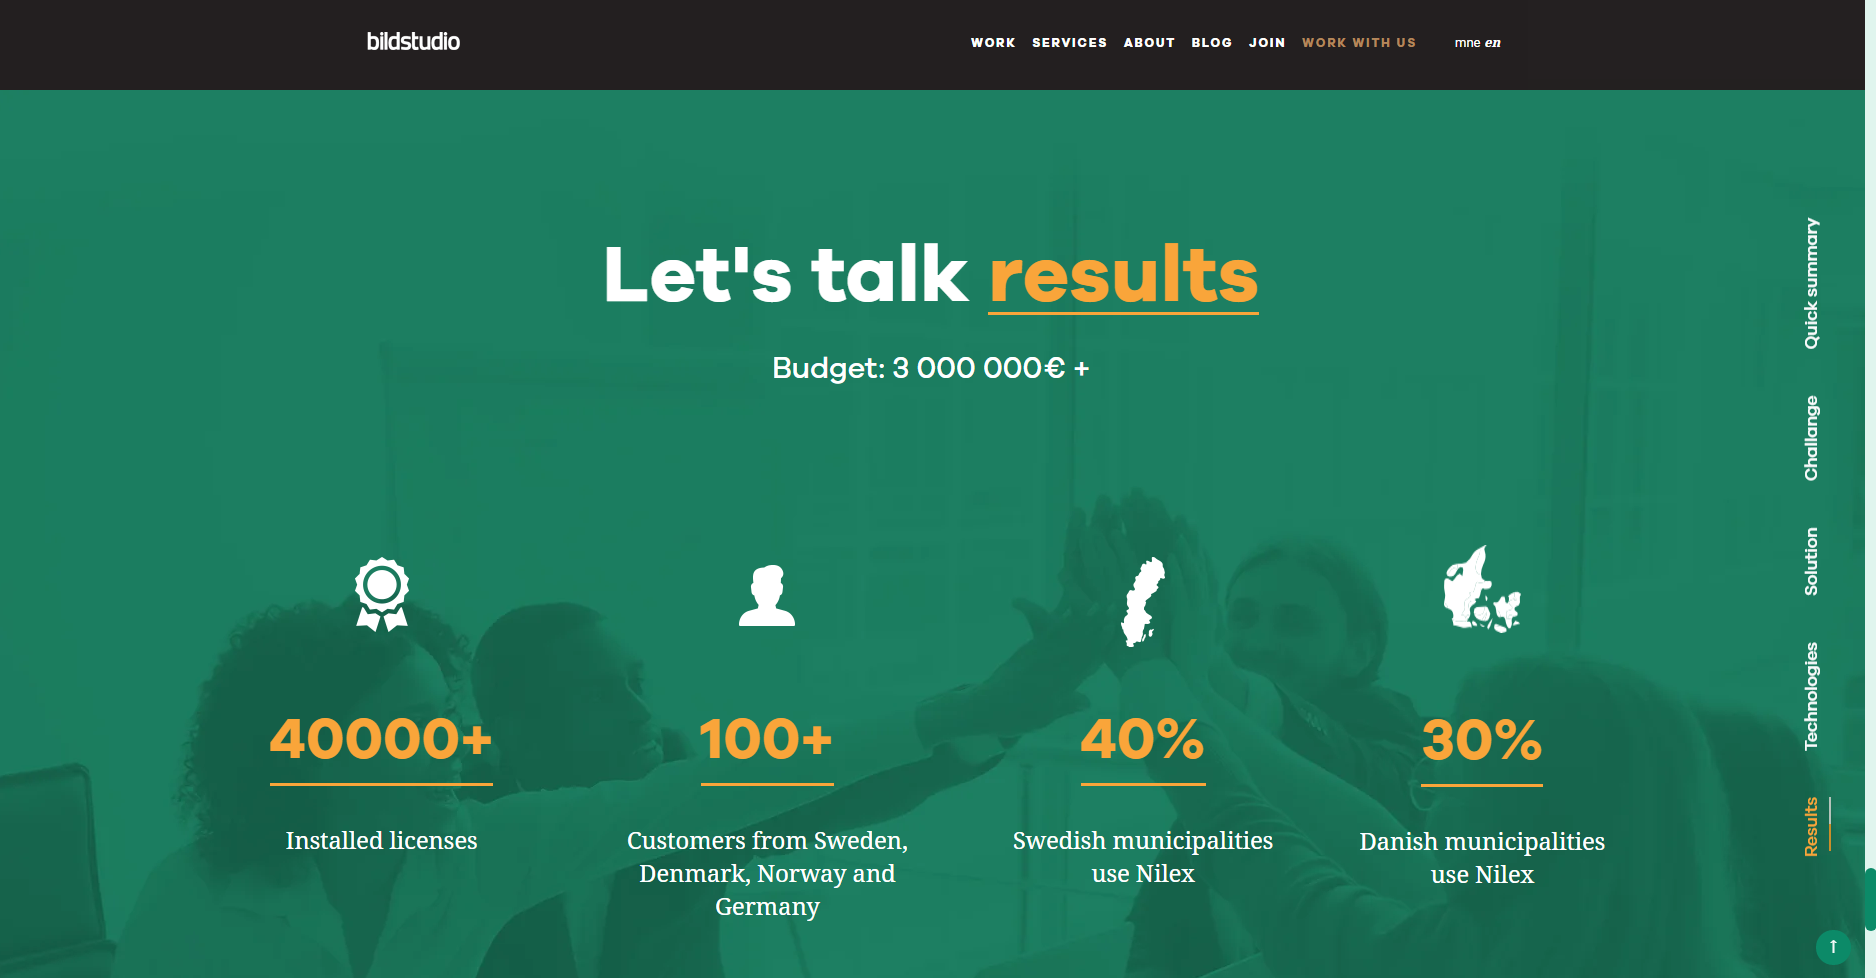 bildstudio
WORK SERVICES ABOUT BLOG JOIN WORK WITH US mne en
Let's talk results
Budget: 3 000 000€ +
40000+
Installed licenses
100+
Customers from Sweden,
Denmark, Norway and
Germany
40%
Swedish municipalities
use Nilex
30%
Danish municipalities
use Nilex
Quick summary
Challange
Solution
Technologies
Results